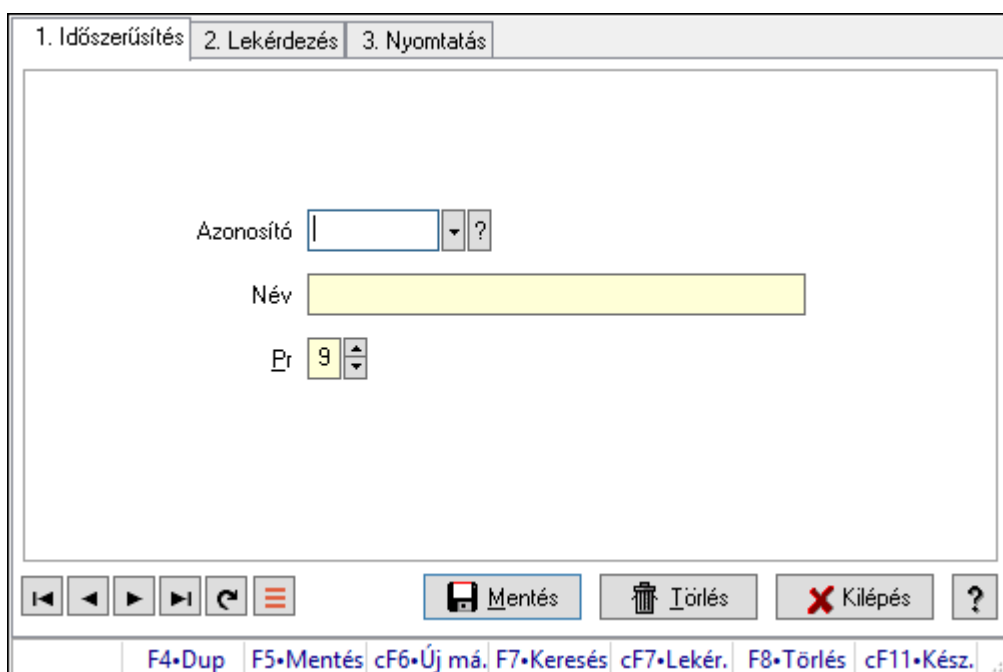 1. Időszerűsítés 2. Lekérdezés 3. Nyomtatás
Azonosító ?
Név
Pr 9
Mentés Törlés Kilépés ?
F4•Dup F5•Mentés cF6•Új má. F7•Keresés cF7•Lekér. F8•Törlés cF11•Kész.